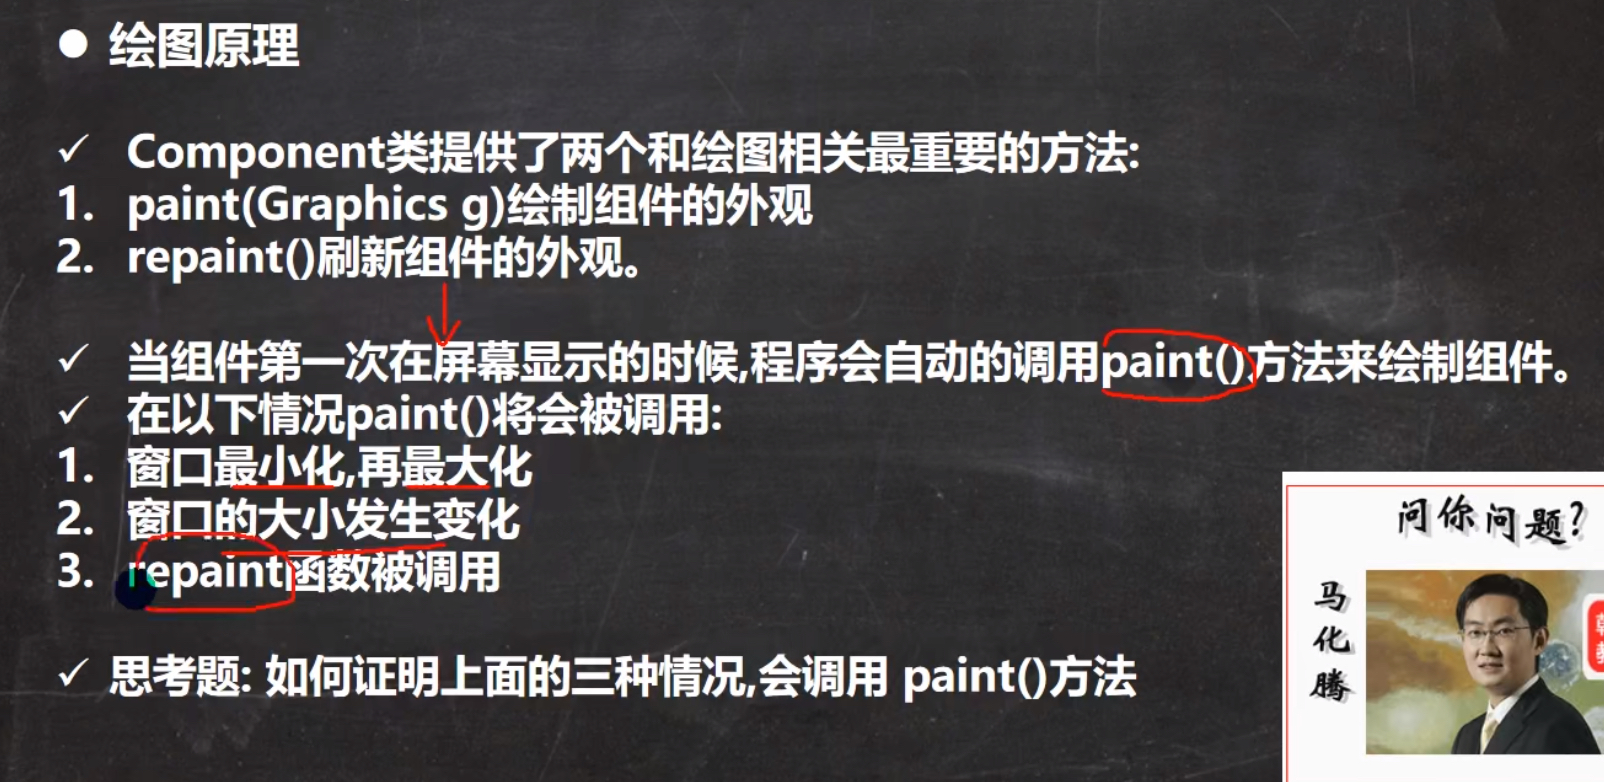 ● 绘图原理
✓ Component类提供了两个和绘图相关最重要的方法:
1. paint(Graphics g)绘制组件的外观
2. repaint()刷新组件的外观。
✓ 当组件第一次在屏幕显示的时候,程序会自动的调用paint()方法来绘制组件。
✓ 在以下情况paint()将会被调用:
1. 窗口最小化,再最大化
2. 窗口的大小发生变化
3. repaint函数被调用
✓ 思考题: 如何证明上面的三种情况,会调用 paint()方法
问你问题?
马化腾